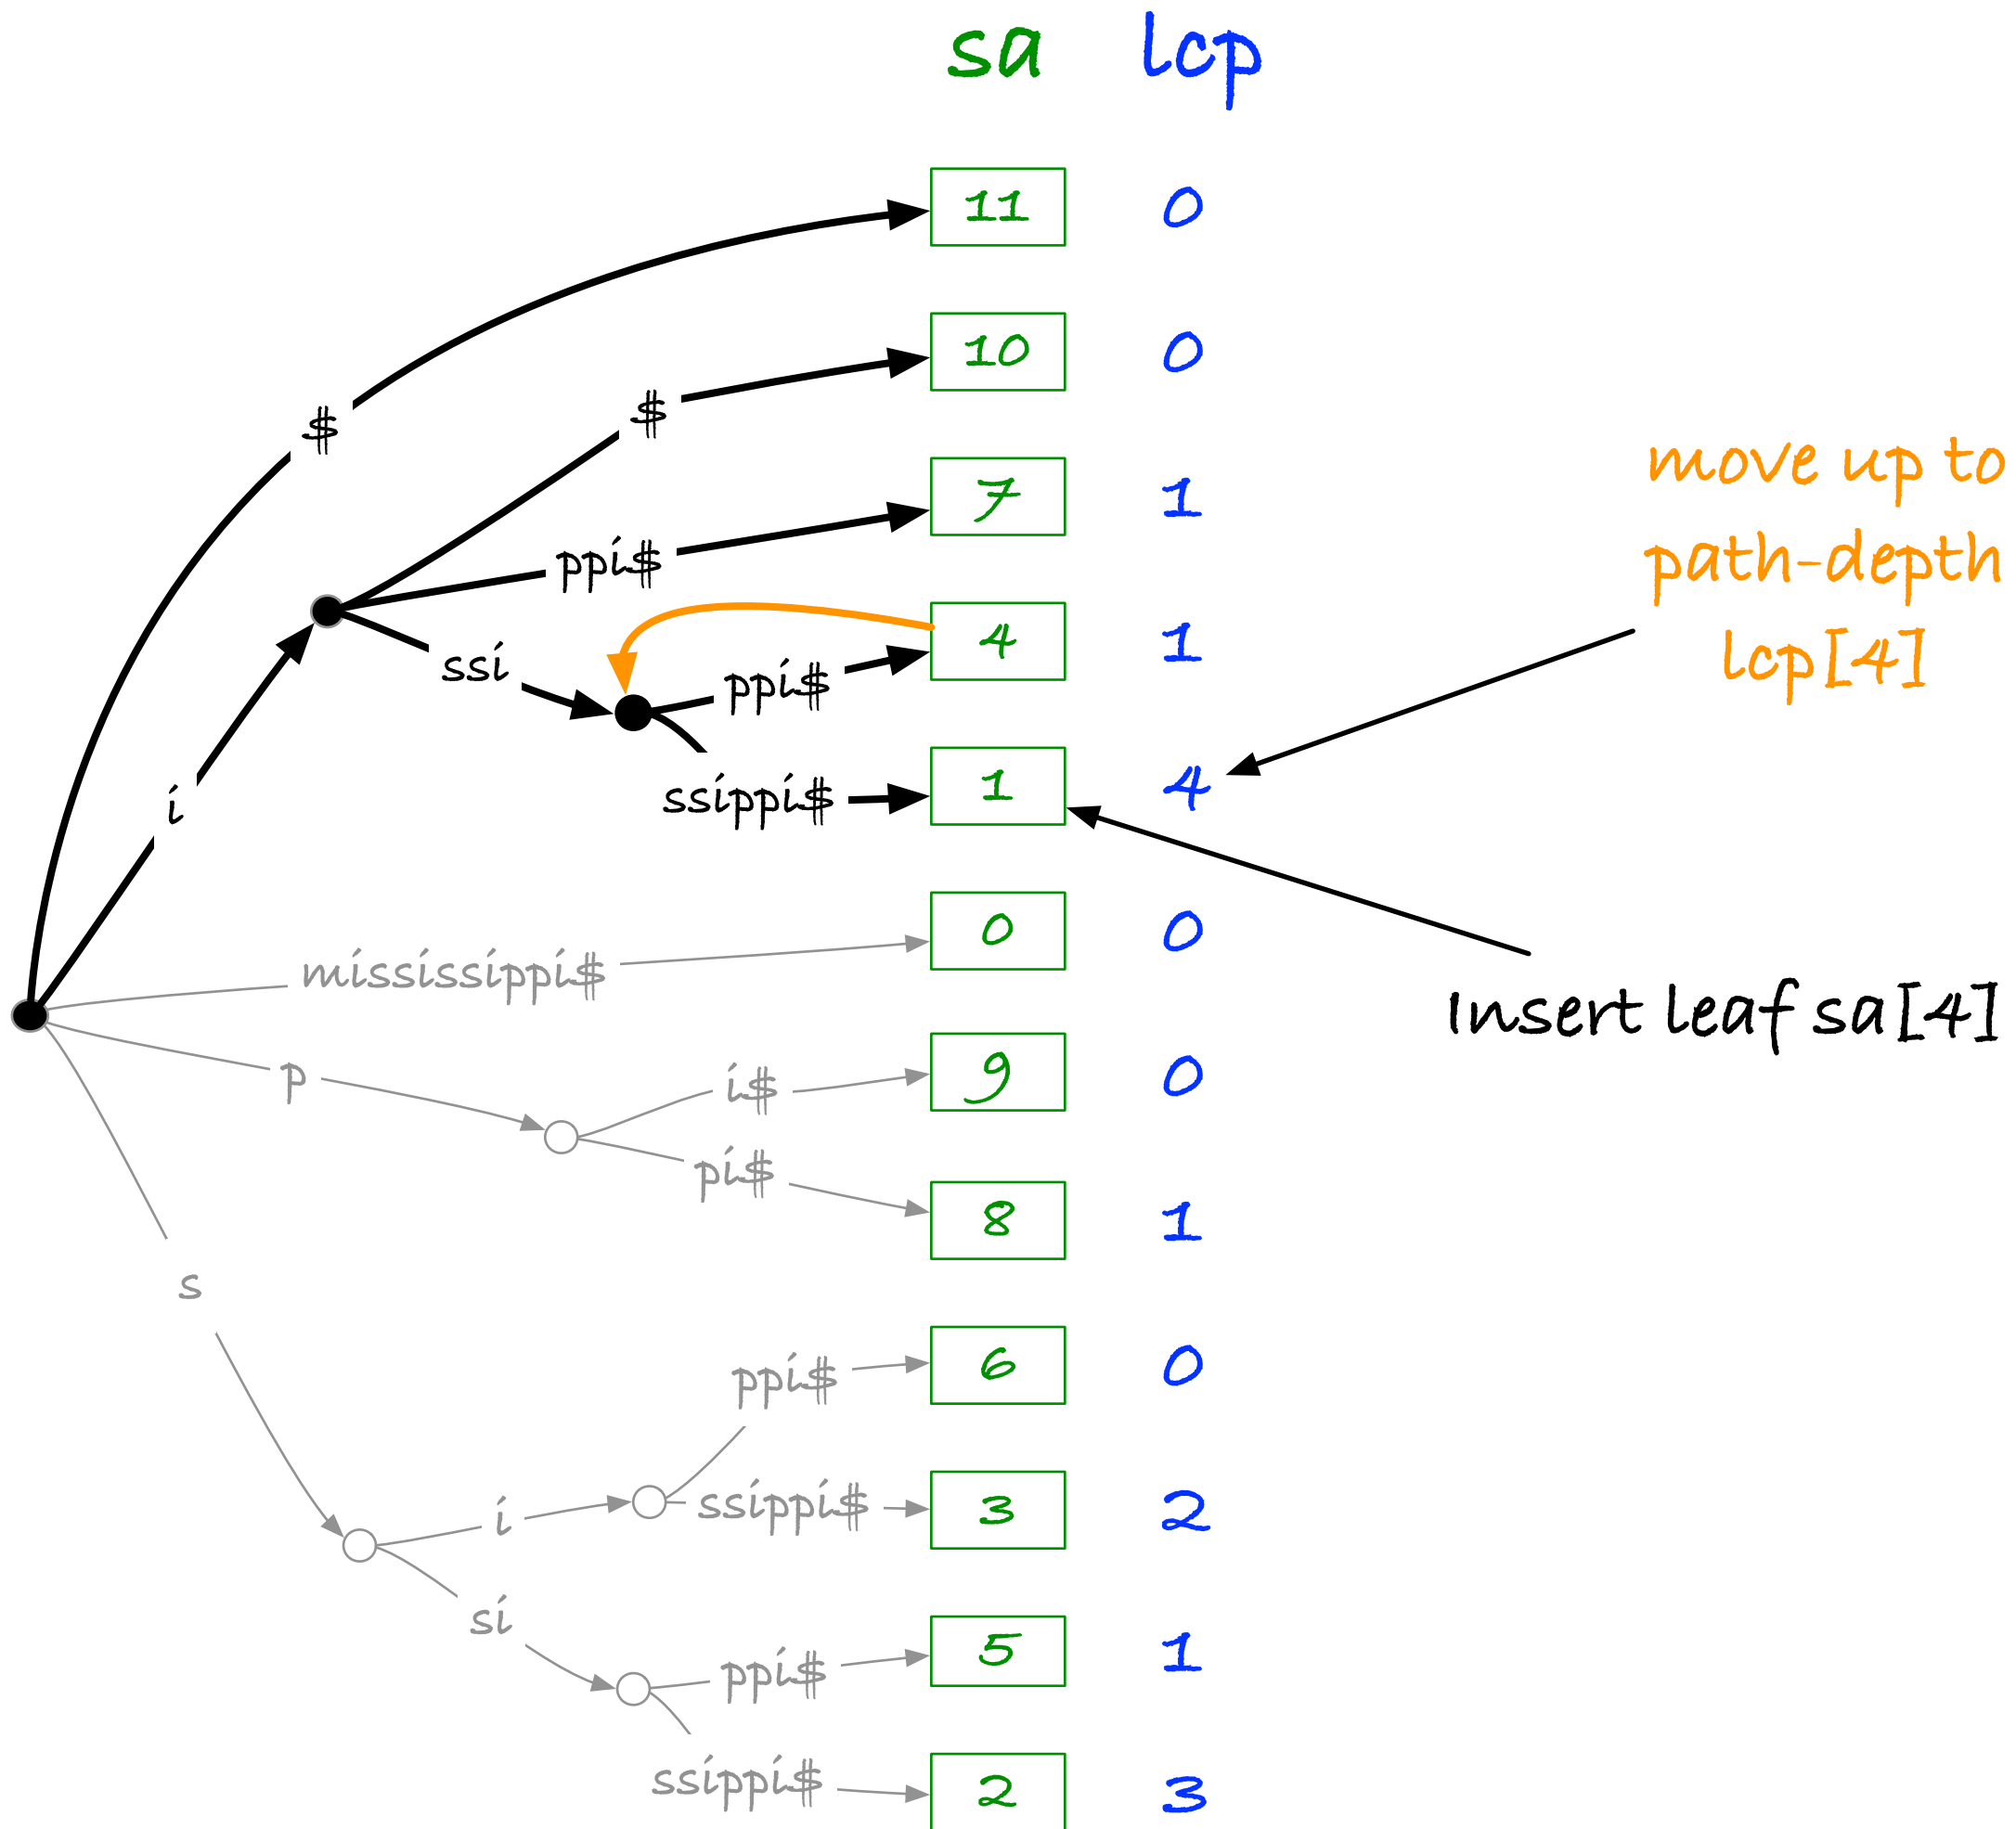 sa lcp
11 0
$ 10 0
$
ppi$ 7 1
ssi ppi$ 4 1
move up to
path-depth
lcp[4]
i ssippi$ 1 4
mississippi$ 0 0
Insert leaf sa[4]
p i$ 9 0
pi$ 8 1
s
ppi$ 6 0
i ssippi$ 3 2
si ppi$ 5 1
ssippi$ 2 3